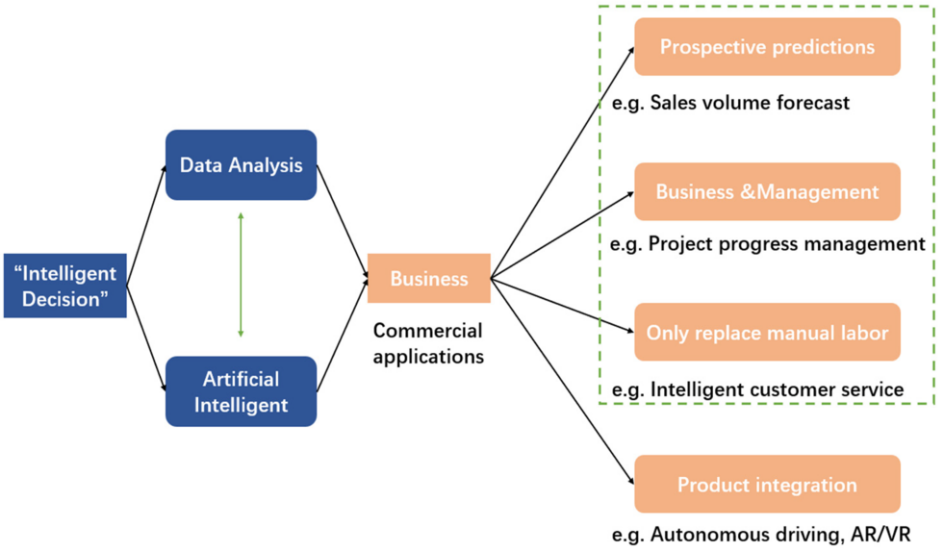 “Intelligent
Decision”
Data Analysis
Artificial
Intelligent
Business
Commercial
applications
Prospective predictions
e.g. Sales volume forecast
Business &Management
e.g. Project progress management
Only replace manual labor
e.g. Intelligent customer service
Product integration
e.g. Autonomous driving, AR/VR